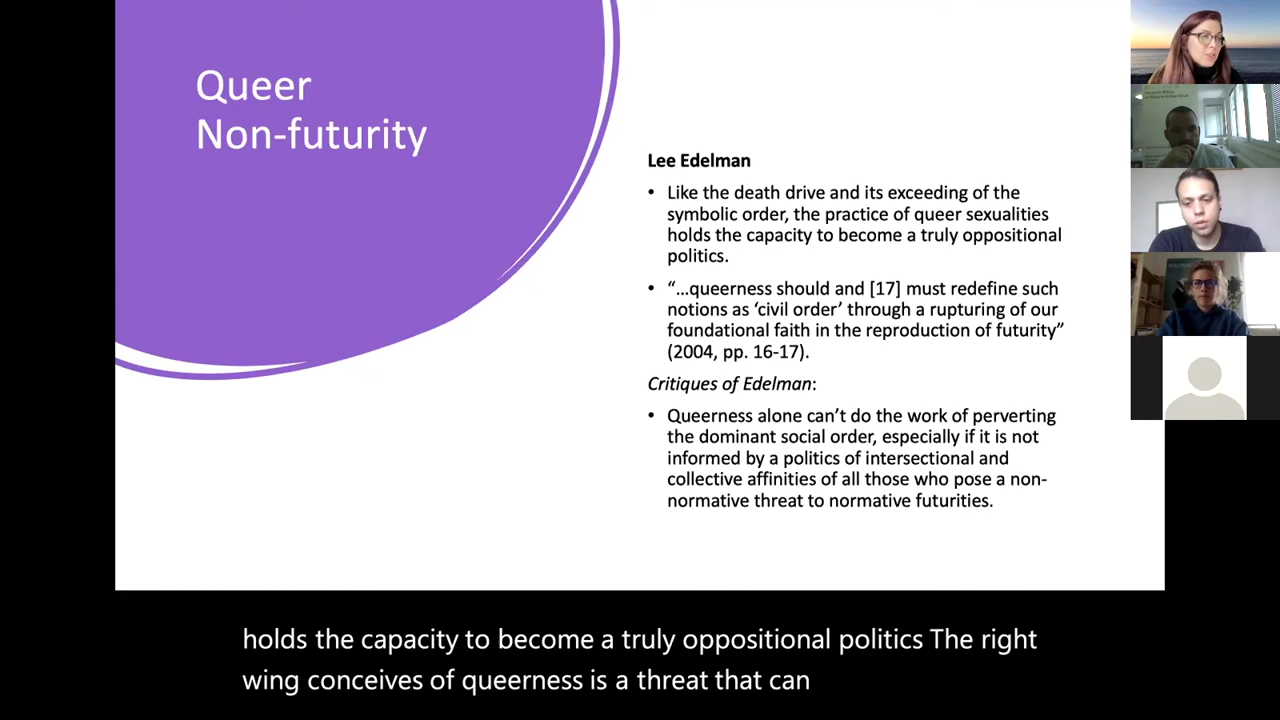 Queer
Non-futurity
Lee Edelman
• Like the death drive and its exceeding of the
symbolic order, the practice of queer sexualities
holds the capacity to become a truly oppositional
politics.
• “…queerness should and [17] must redefine such
notions as ‘civil order’ through a rupturing of our
foundational faith in the reproduction of futurity”
(2004, pp. 16-17).
Critiques of Edelman:
• Queerness alone can’t do the work of perverting
the dominant social order, especially if it is not
informed by a politics of intersectional and
collective affinities of all those who pose a non-
normative threat to normative futurities.
holds the capacity to become a truly oppositional politics The right
wing conceives of queerness is a threat that can